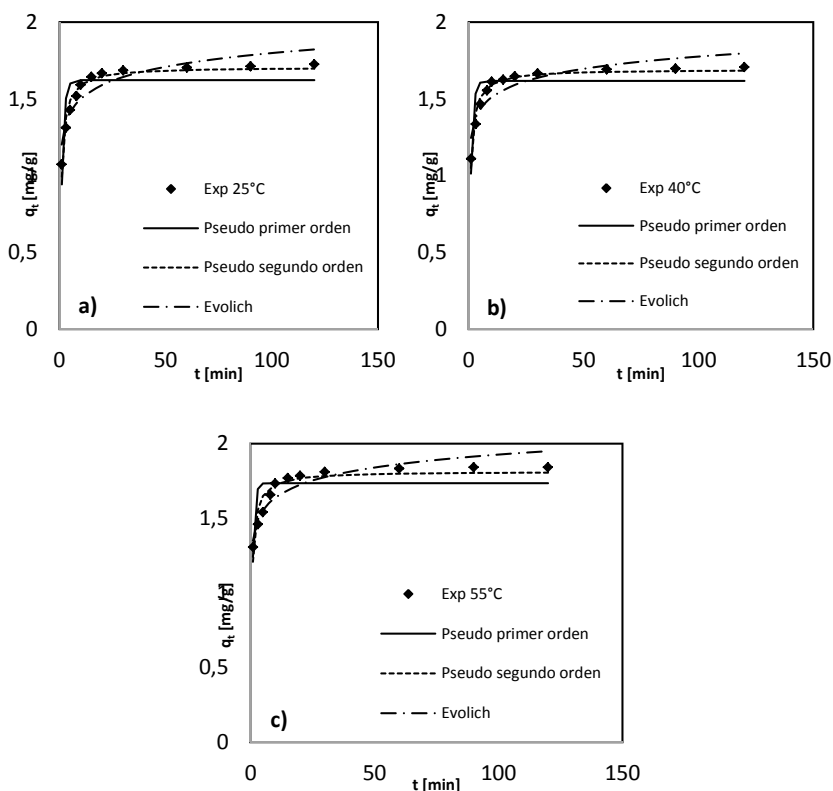 2
1,5
1
0,5
0
q_t [mg/g]
Exp 25°C
Pseudo primer orden
Pseudo segundo orden
Evolich
a)
0 50 100 150
t [min]
2
1,5
1
0,5
0
q_t [mg/g]
Exp 40°C
Pseudo primer orden
Pseudo segundo orden
Evolich
b)
0 50 100 150
t [min]
2
1,5
1
0,5
0
q_t [mg/g]
Exp 55°C
Pseudo primer orden
Pseudo segundo orden
Evolich
c)
0 50 100 150
t [min]